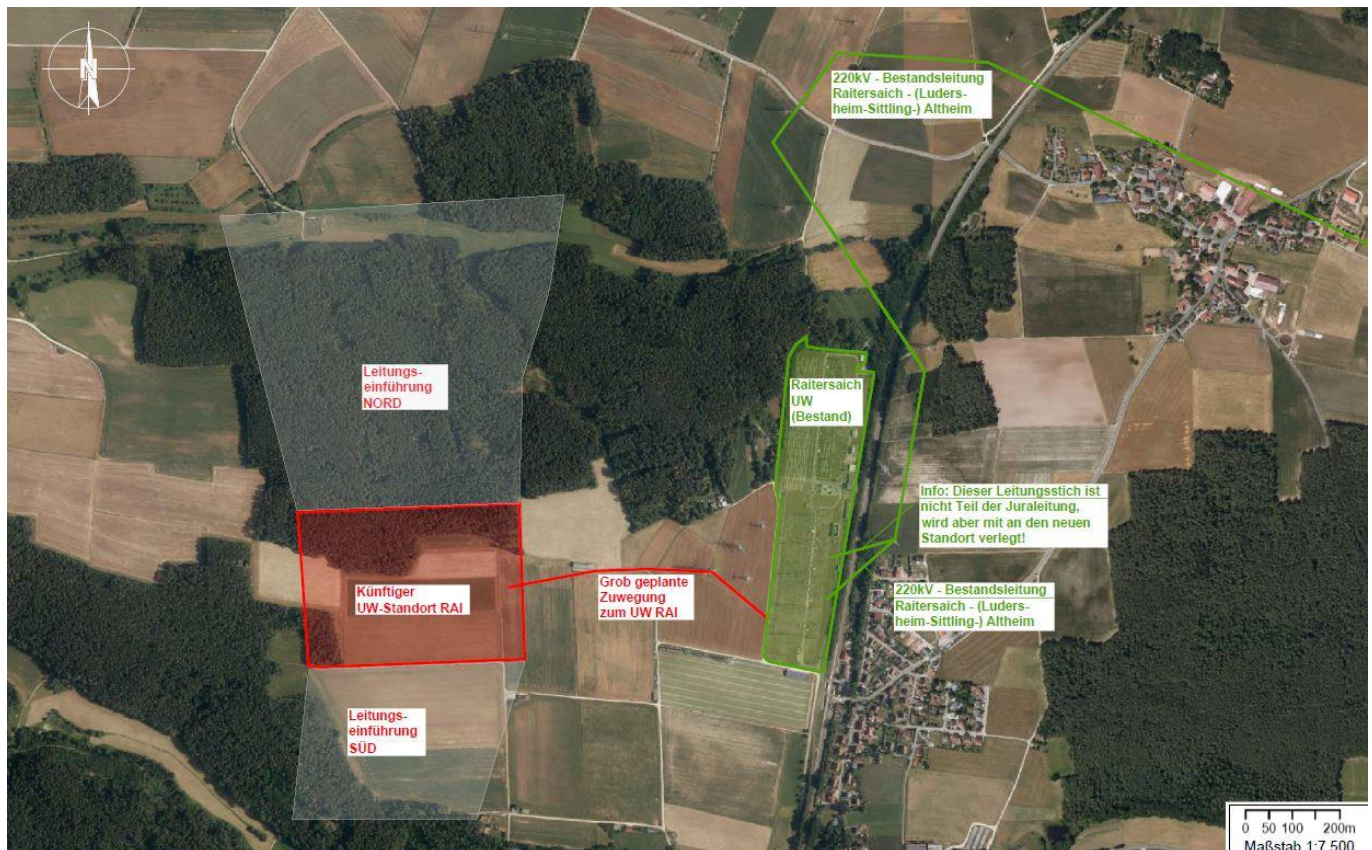 N
220kV - Bestandsleitung
Raitersaich - (Luders-
heim-Sittling-) Altheim
Leitungs-
einführung
NORD
Raitersaich
UW
(Bestand)
Info: Dieser Leitungsstich ist
nicht Teil der Juraleitung,
wird aber mit an den neuen
Standort verlegt!
Künftiger
UW-Standort RAI
Grob geplante
Zuwegung
zum UW RAI
220kV - Bestandsleitung
Raitersaich - (Luders-
heim-Sittling-) Altheim
Leitungs-
einführung
SÜD
0 50 100 200m
Maßstab 1:7.500